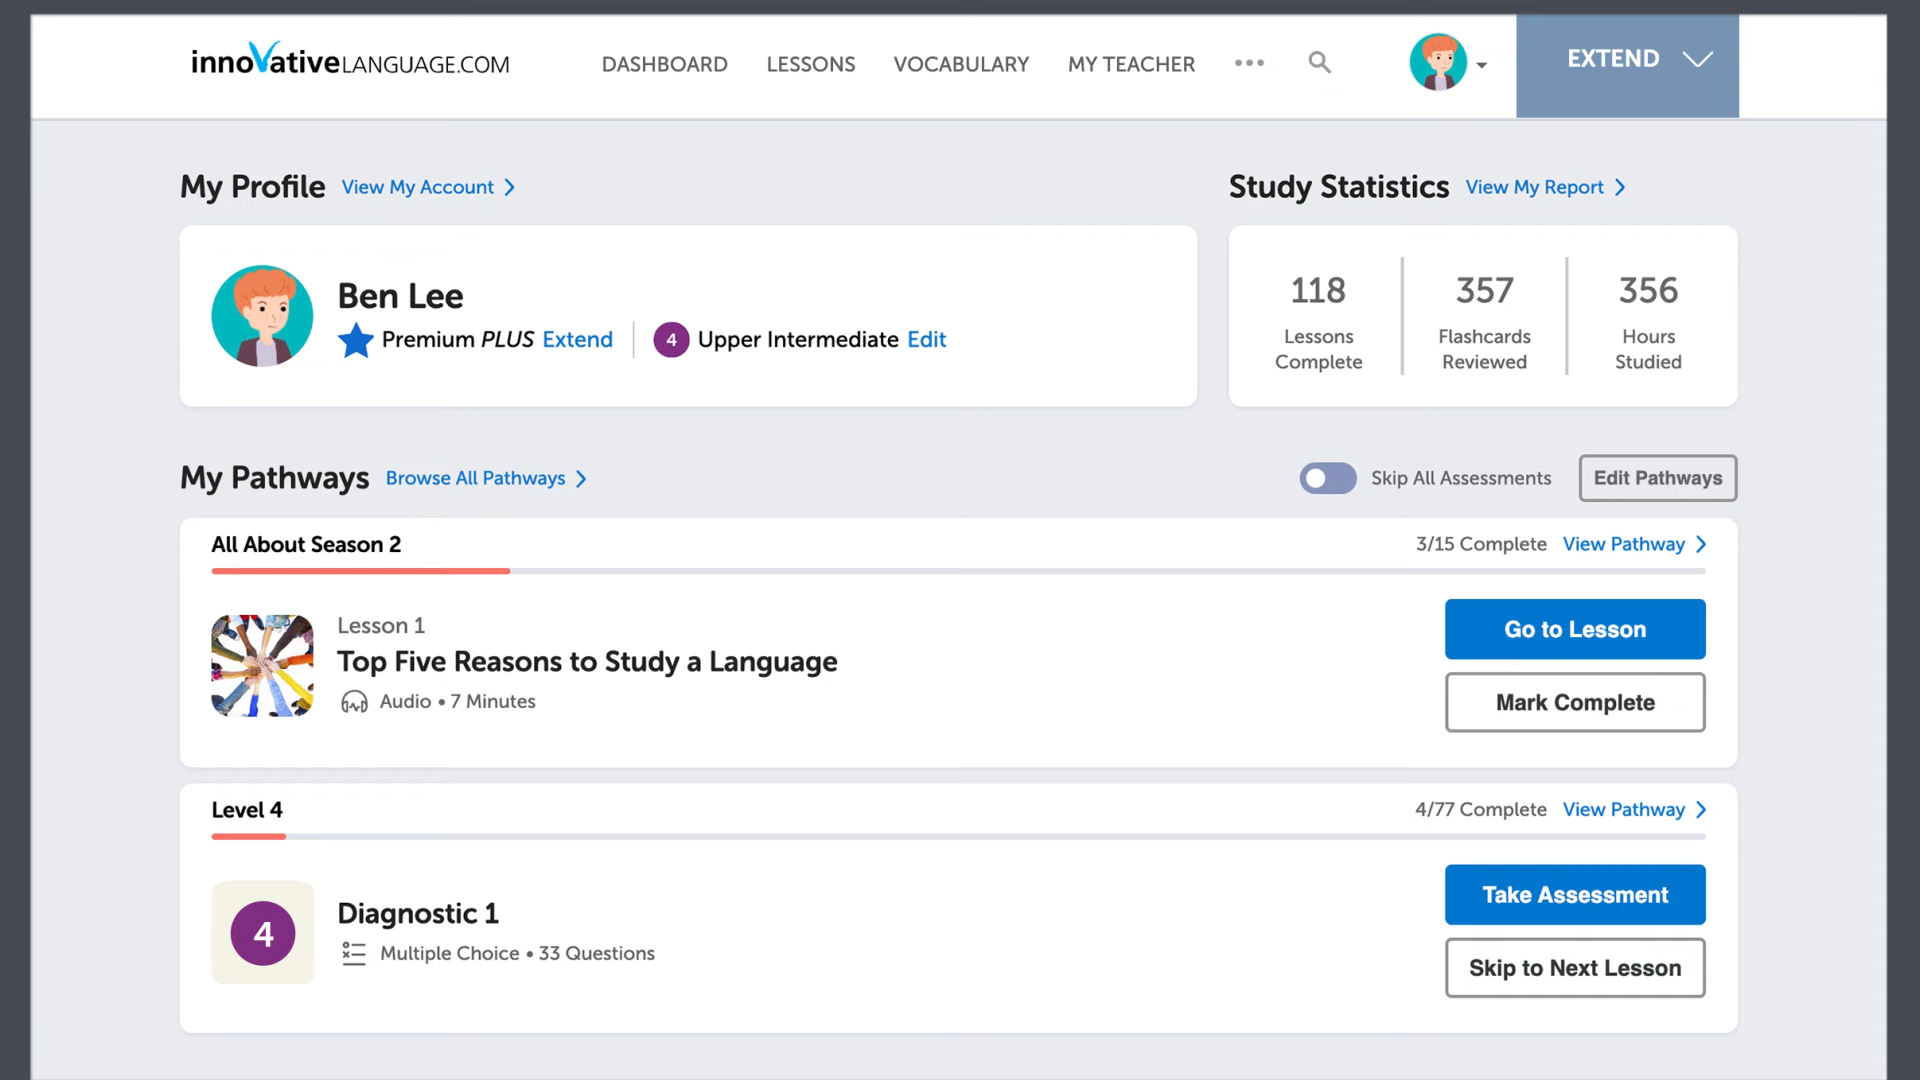 innoVativeLANGUAGE.COM
DASHBOARD LESSONS VOCABULARY MY TEACHER EXTEND
My Profile View My Account
Ben Lee
Premium PLUS Extend 4 Upper Intermediate Edit
Study Statistics View My Report
118 357 356
Lessons Flashcards Hours
Complete Reviewed Studied
My Pathways Browse All Pathways Skip All Assessments Edit Pathways
All About Season 2 3/15 Complete View Pathway
Lesson 1
Top Five Reasons to Study a Language
Audio • 7 Minutes
Go to Lesson
Mark Complete
Level 4 4/77 Complete View Pathway
4
Diagnostic 1
Multiple Choice • 33 Questions
Take Assessment
Skip to Next Lesson